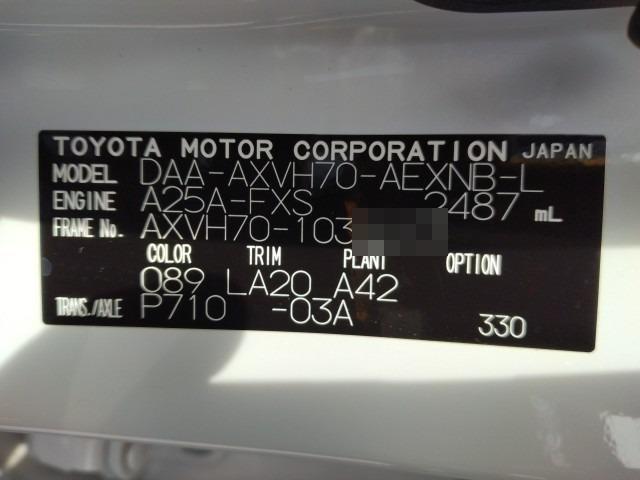 TOYOTA MOTOR CORPORATION JAPAN
MODEL DAA-AXVH70-AEXNB-L
ENGINE A25A-FXS 2487 mL
FRAME No. AXVH70-103
COLOR TRIM PLANT OPTION
089 LA20 A42
TRANS./AXLE P710 -03A 330